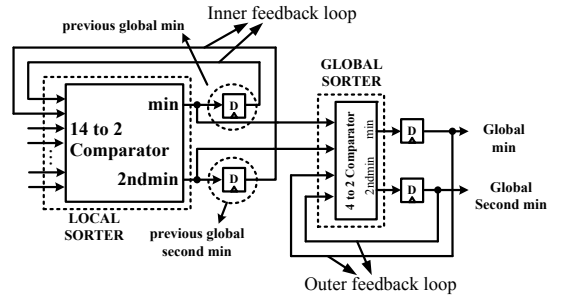 Inner feedback loop
previous global min
GLOBAL
SORTER
min
D
14 to 2
Comparator
2ndmin
D
LOCAL
SORTER
previous global
second min
4 to 2 Comparator
min
2ndmin
D
D
Global
min
Global
Second min
Outer feedback loop